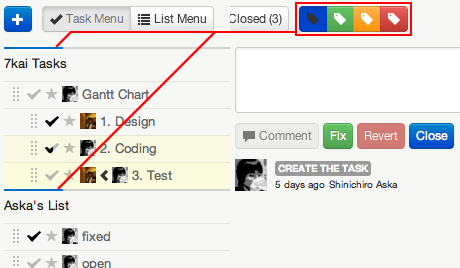 Task Menu
List Menu
Closed (3)
7kai Tasks
Gantt Chart
1. Design
2. Coding
3. Test
Aska's List
fixed
open
Comment
Fix
Revert
Close
CREATE THE TASK
5 days ago Shinichiro Aska